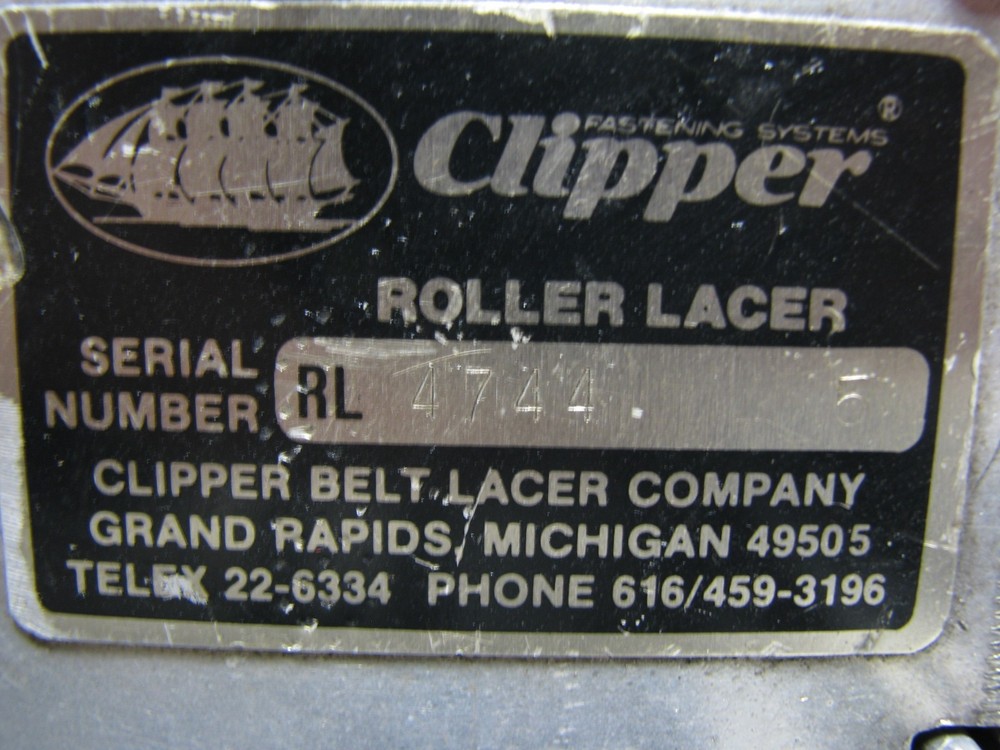 FASTENING SYSTEMS ®
Clipper
ROLLER LACER
SERIAL
NUMBER RL 4744 5
CLIPPER BELT LACER COMPANY
GRAND RAPIDS, MICHIGAN 49505
TELEX 22-6334 PHONE 616/459-3196